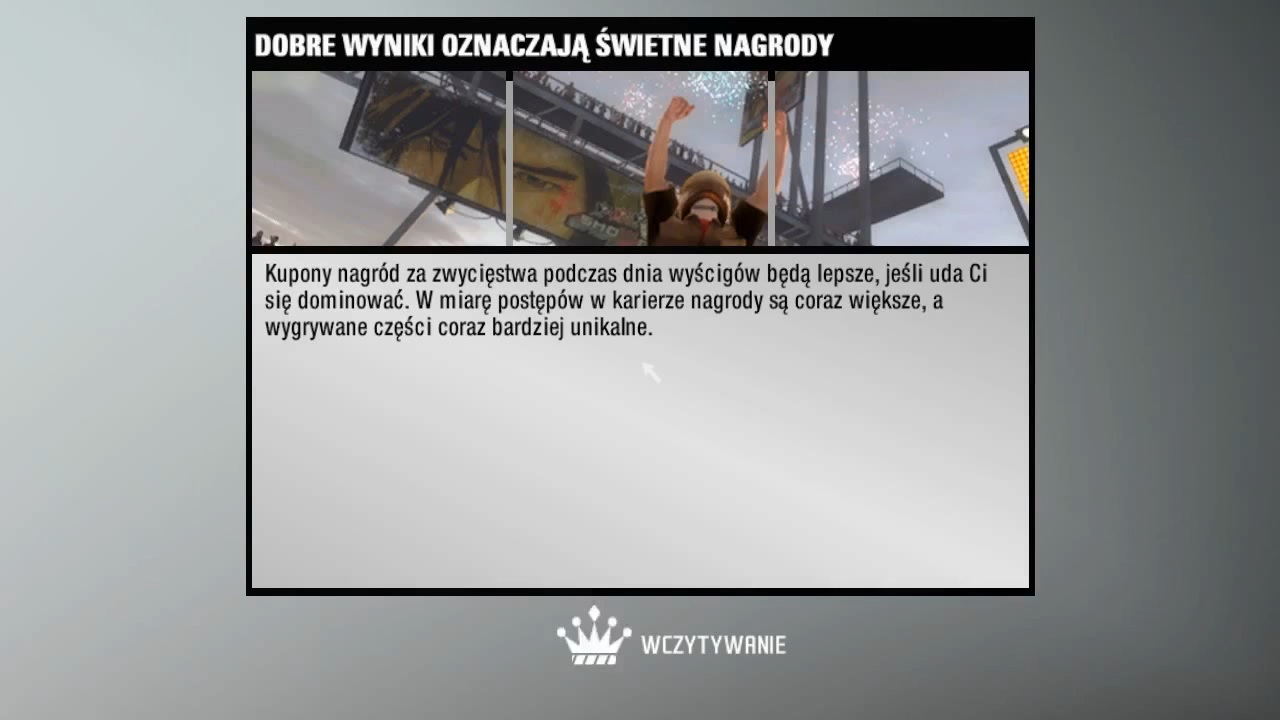 DOBRE WYNIKI OZNACZAJĄ ŚWIETNE NAGRODY
Kupony nagród za zwycięstwa podczas dnia wyścigów będą lepsze, jeśli uda Ci
się dominować. W miarę postępów w karierze nagrody są coraz większe, a
wygrywane części coraz bardziej unikalne.
WCZYTYWANIE